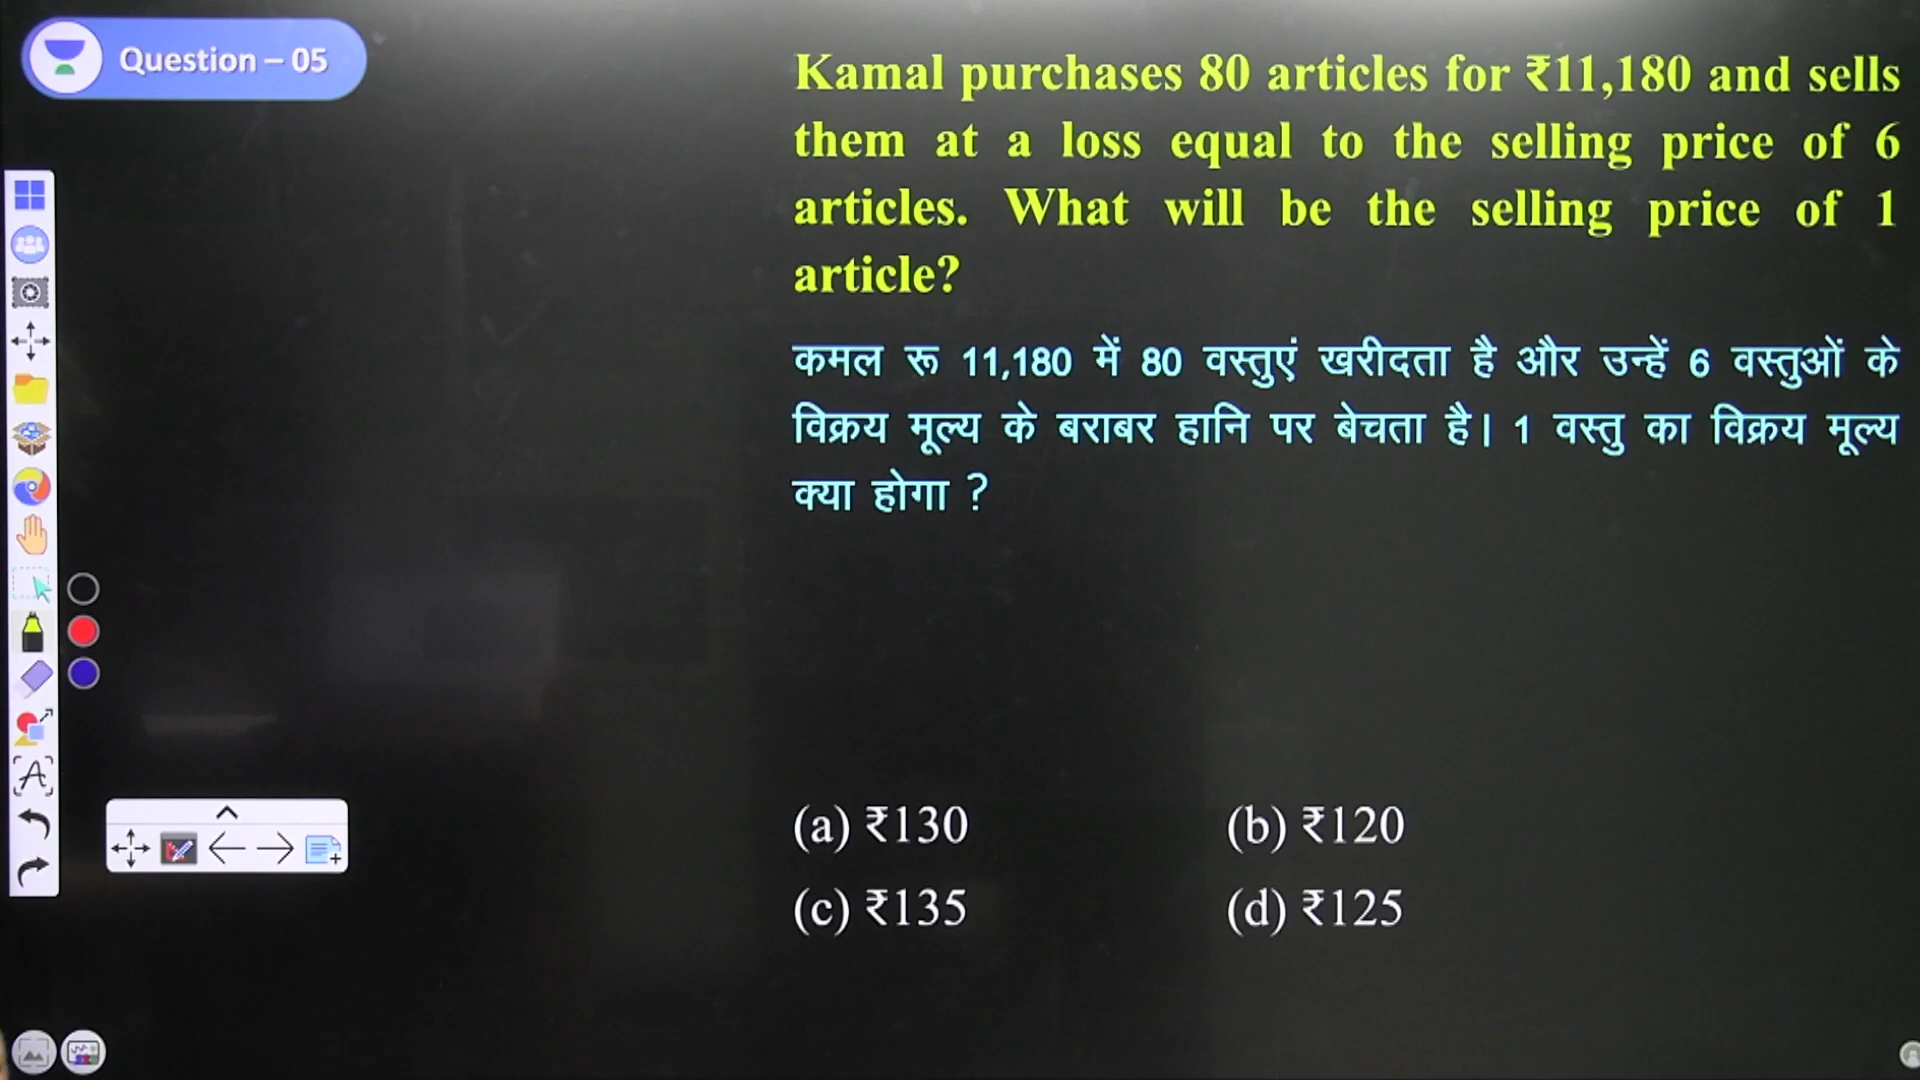 Question – 05
Kamal purchases 80 articles for ₹11,180 and sells
them at a loss equal to the selling price of 6
articles. What will be the selling price of 1
article?
कमल रू 11,180 में 80 वस्तुएं खरीदता है और उन्हें 6 वस्तुओं के
विक्रय मूल्य के बराबर हानि पर बेचता है। 1 वस्तु का विक्रय मूल्य
क्या होगा ?
(a) ₹130 (b) ₹120
(c) ₹135 (d) ₹125